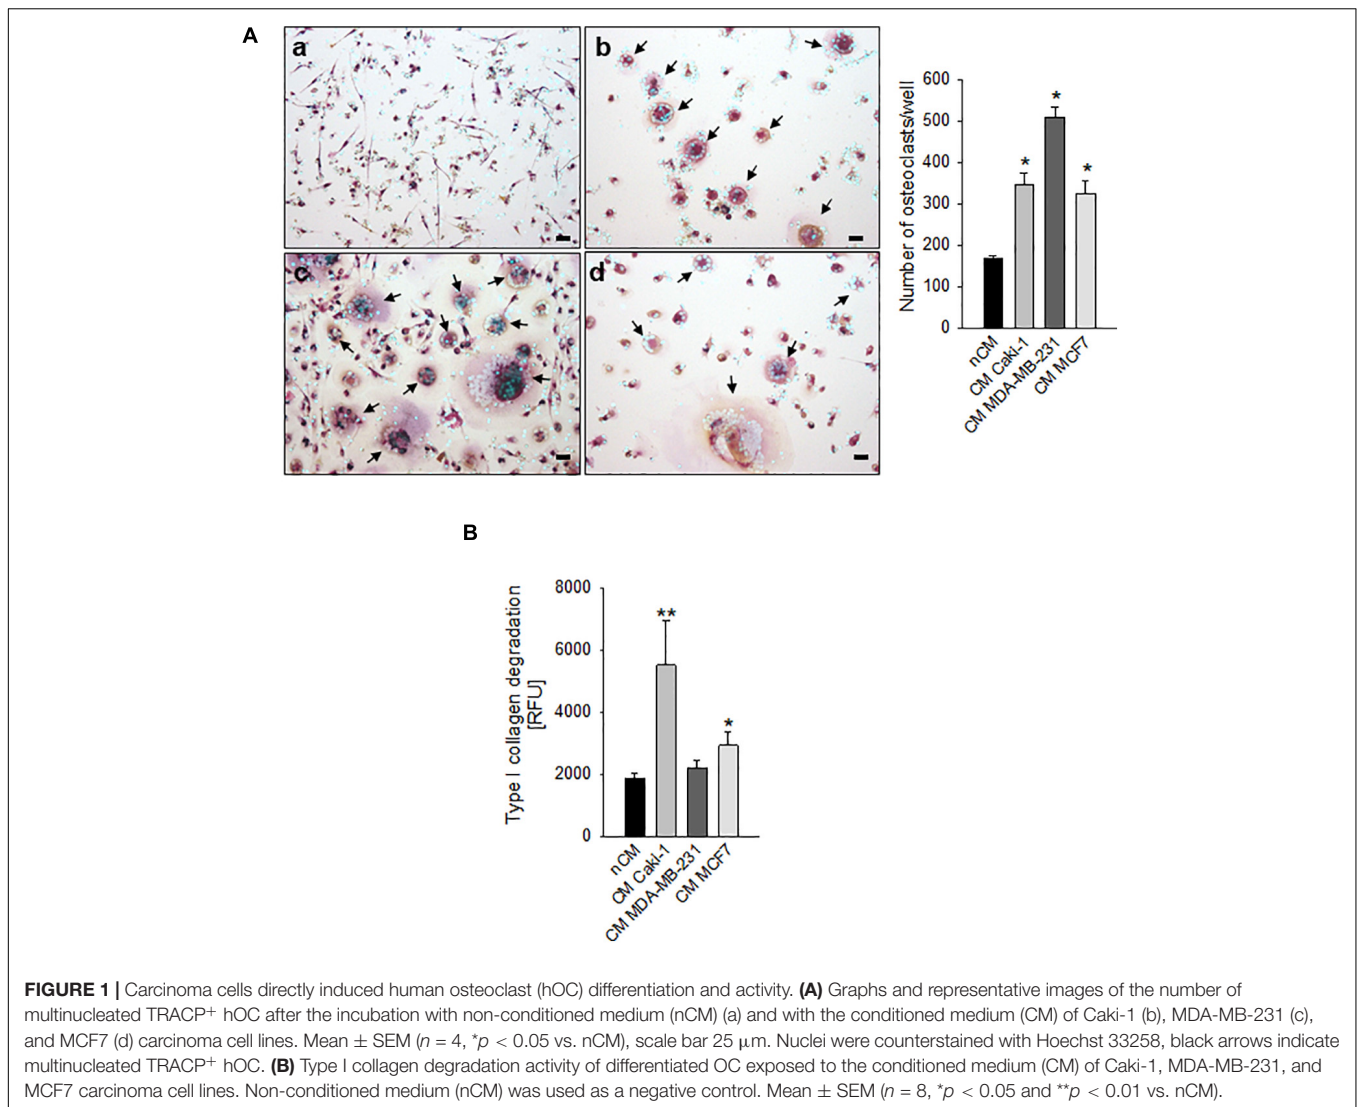 A
a
b
c
d
Number of osteoclasts/well
600
500
400
300
200
100
0
*
*
*
nCM
CM Caki-1
CM MDA-MB-231
CM MCF7
B
Type I collagen degradation
[RFU]
8000
6000
4000
2000
0
**
*
nCM
CM Caki-1
CM MDA-MB-231
CM MCF7
FIGURE 1 | Carcinoma cells directly induced human osteoclast (hOC) differentiation and activity. (A) Graphs and representative images of the number of
multinucleated TRACP⁺ hOC after the incubation with non-conditioned medium (nCM) (a) and with the conditioned medium (CM) of Caki-1 (b), MDA-MB-231 (c),
and MCF7 (d) carcinoma cell lines. Mean ± SEM (n = 4, *p < 0.05 vs. nCM), scale bar 25 μm. Nuclei were counterstained with Hoechst 33258, black arrows indicate
multinucleated TRACP⁺ hOC. (B) Type I collagen degradation activity of differentiated OC exposed to the conditioned medium (CM) of Caki-1, MDA-MB-231, and
MCF7 carcinoma cell lines. Non-conditioned medium (nCM) was used as a negative control. Mean ± SEM (n = 8, *p < 0.05 and **p < 0.01 vs. nCM).